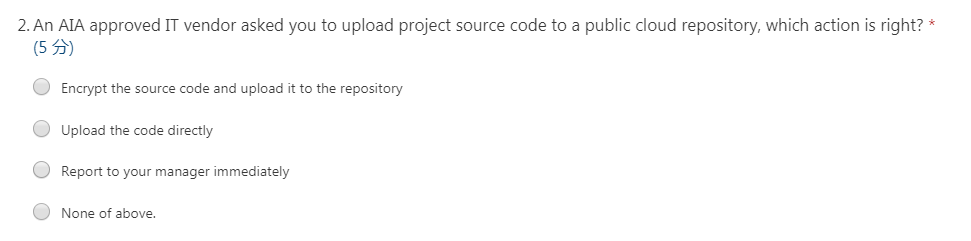 2. An AIA approved IT vendor asked you to upload project source code to a public cloud repository, which action is right? *
(5 分)
Encrypt the source code and upload it to the repository
Upload the code directly
Report to your manager immediately
None of above.